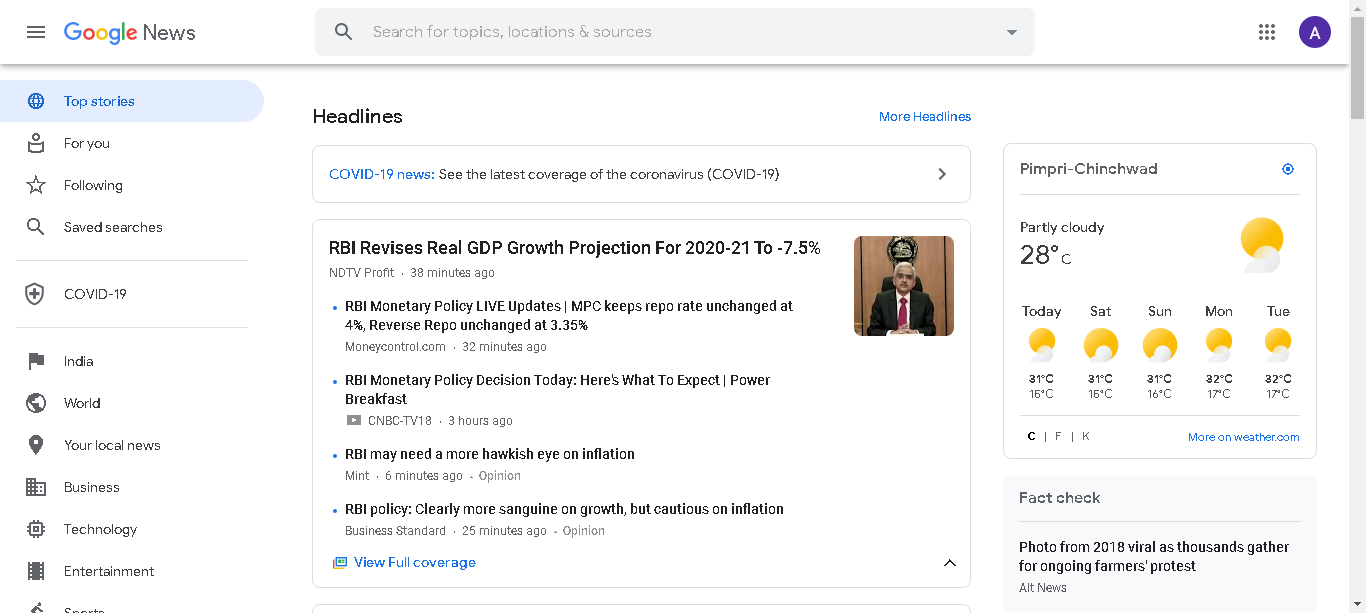 Google News
Search for topics, locations & sources
A
Top stories
For you
Following
Saved searches
COVID-19
India
World
Your local news
Business
Technology
Entertainment
Sports
Headlines
More Headlines
COVID-19 news: See the latest coverage of the coronavirus (COVID-19)
RBI Revises Real GDP Growth Projection For 2020-21 To -7.5%
NDTV Profit · 38 minutes ago
RBI Monetary Policy LIVE Updates | MPC keeps repo rate unchanged at
4%, Reverse Repo unchanged at 3.35%
Moneycontrol.com · 32 minutes ago
RBI Monetary Policy Decision Today: Here's What To Expect | Power
Breakfast
CNBC-TV18 · 3 hours ago
RBI may need a more hawkish eye on inflation
Mint · 6 minutes ago · Opinion
RBI policy: Clearly more sanguine on growth, but cautious on inflation
Business Standard · 25 minutes ago · Opinion
View Full coverage
Pimpri-Chinchwad
Partly cloudy
28°C
Today Sat Sun Mon Tue
31°C 31°C 31°C 32°C 32°C
15°C 15°C 16°C 17°C 17°C
C | F | K
More on weather.com
Fact check
Photo from 2018 viral as thousands gather
for ongoing farmers' protest
Alt News